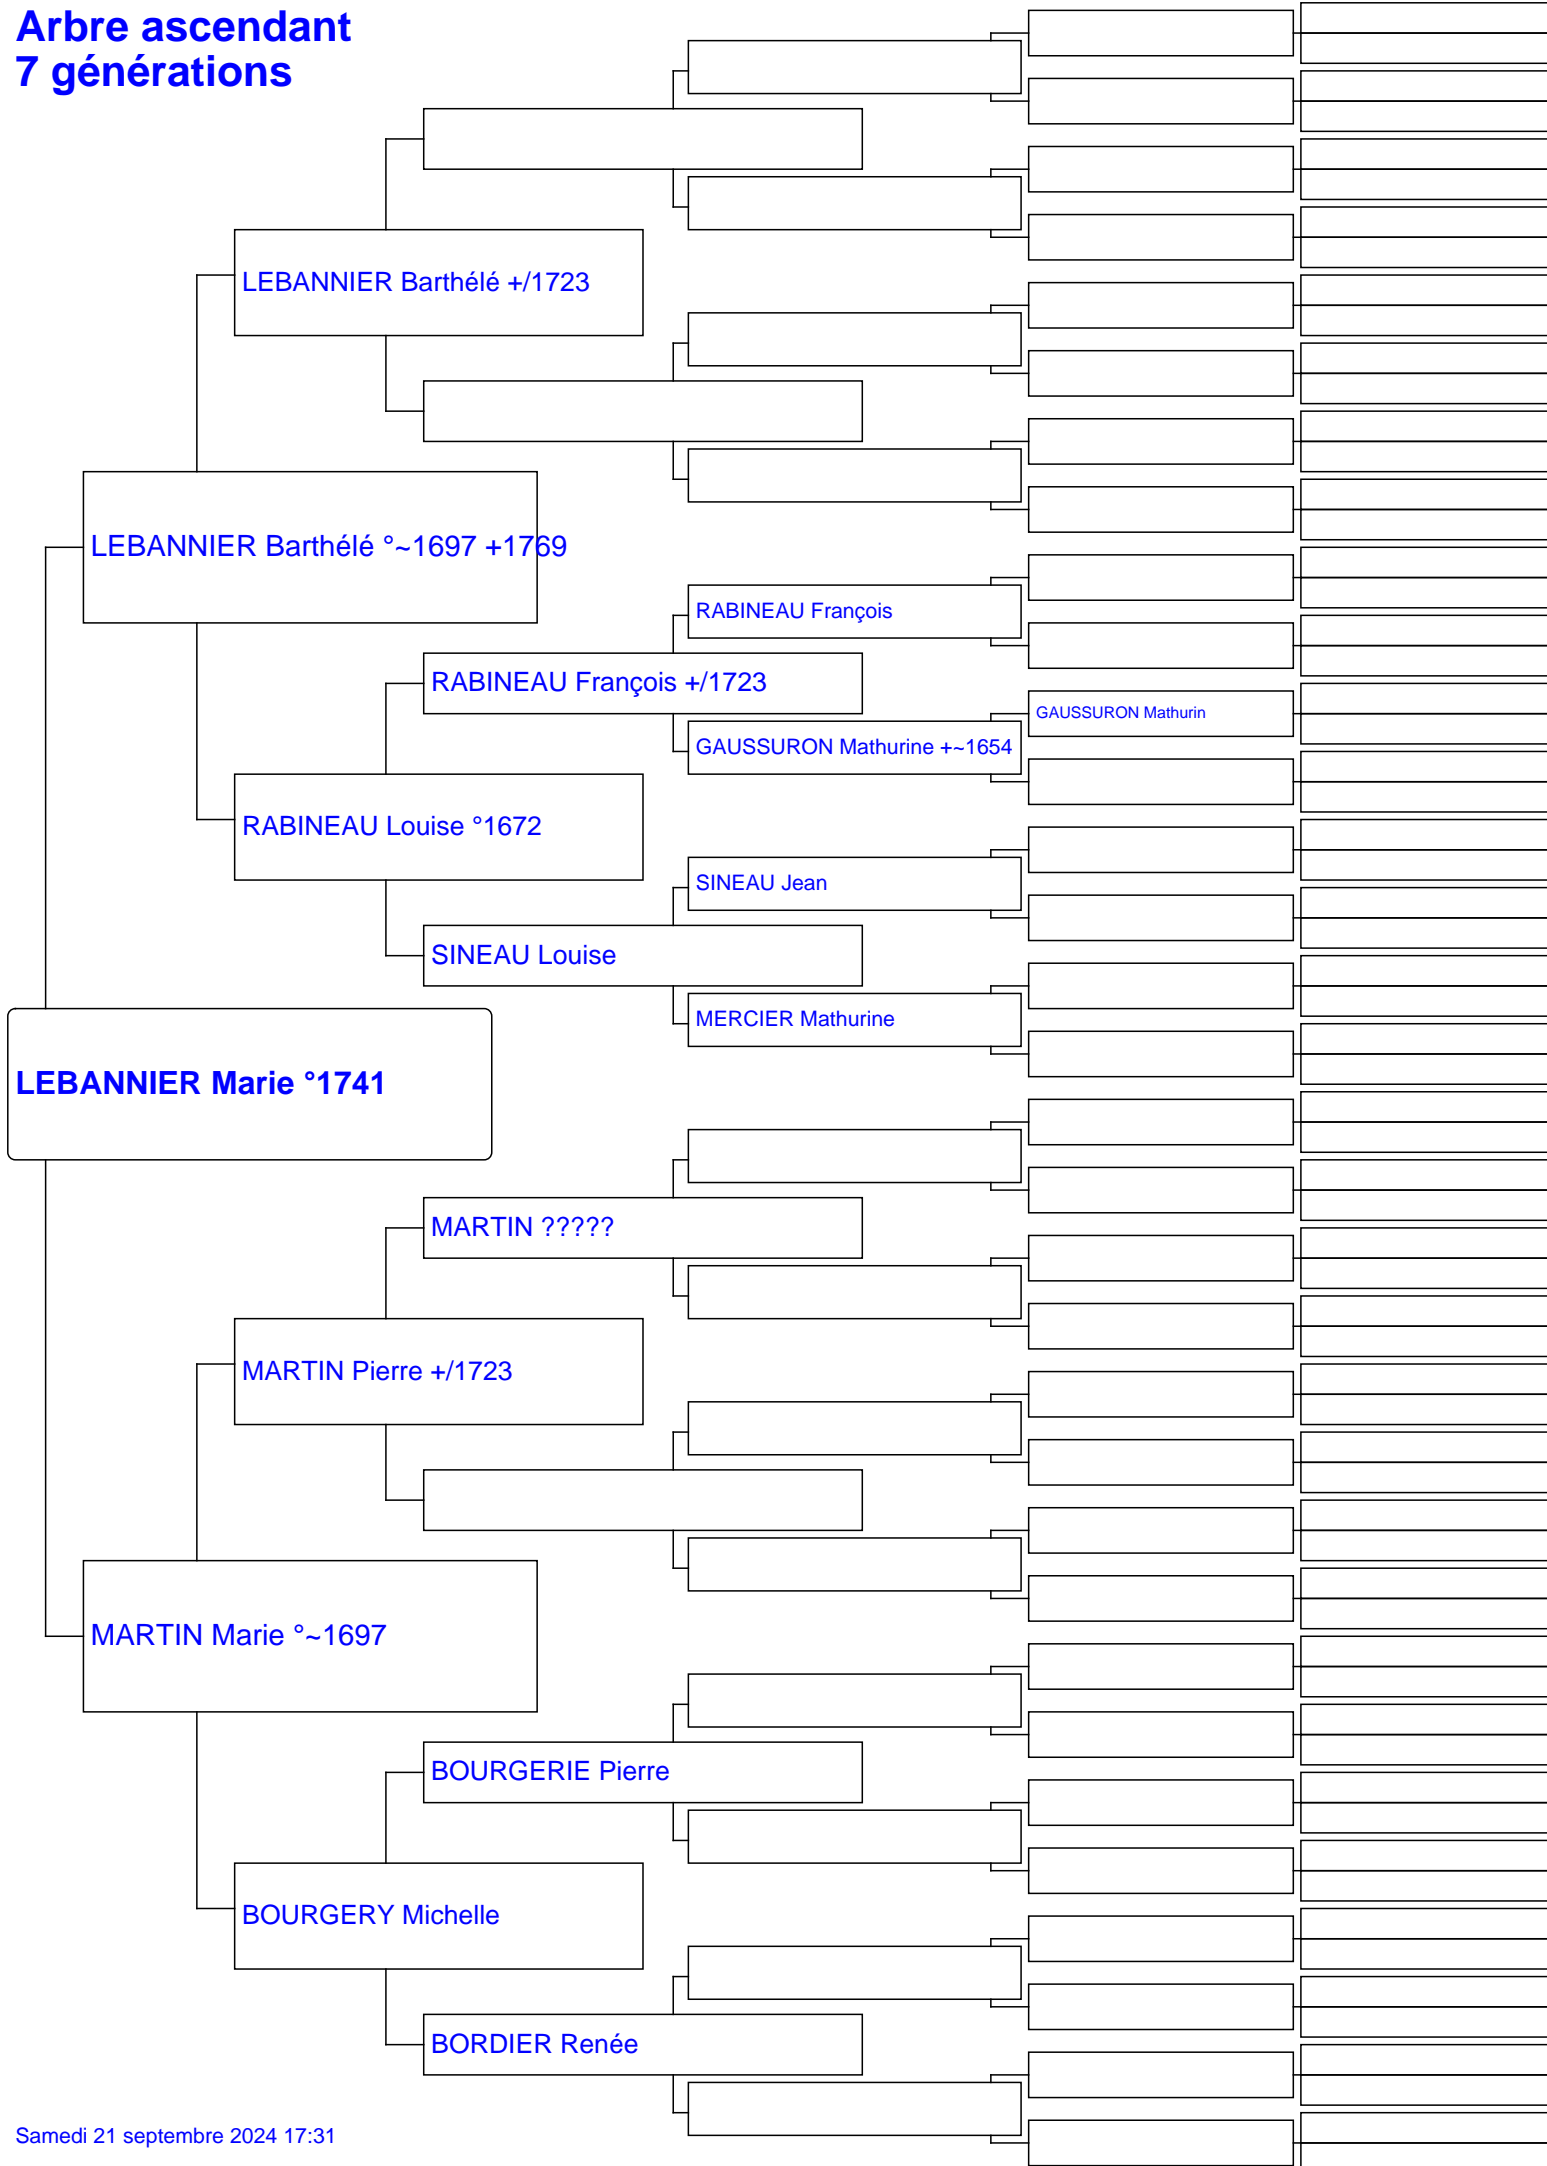 Arbre ascendant
7 générations
LEBANNIER Barthélé +/1723
LEBANNIER Barthélé °~1697 +1769
RABINEAU François
RABINEAU François +/1723
GAUSSURON Mathurin
GAUSSURON Mathurine +~1654
RABINEAU Louise °1672
SINEAU Jean
SINEAU Louise
MERCIER Mathurine
LEBANNIER Marie °1741
MARTIN ?????
MARTIN Pierre +/1723
MARTIN Marie °~1697
BOURGERIE Pierre
BOURGERY Michelle
BORDIER Renée
Samedi 21 septembre 2024 17:31